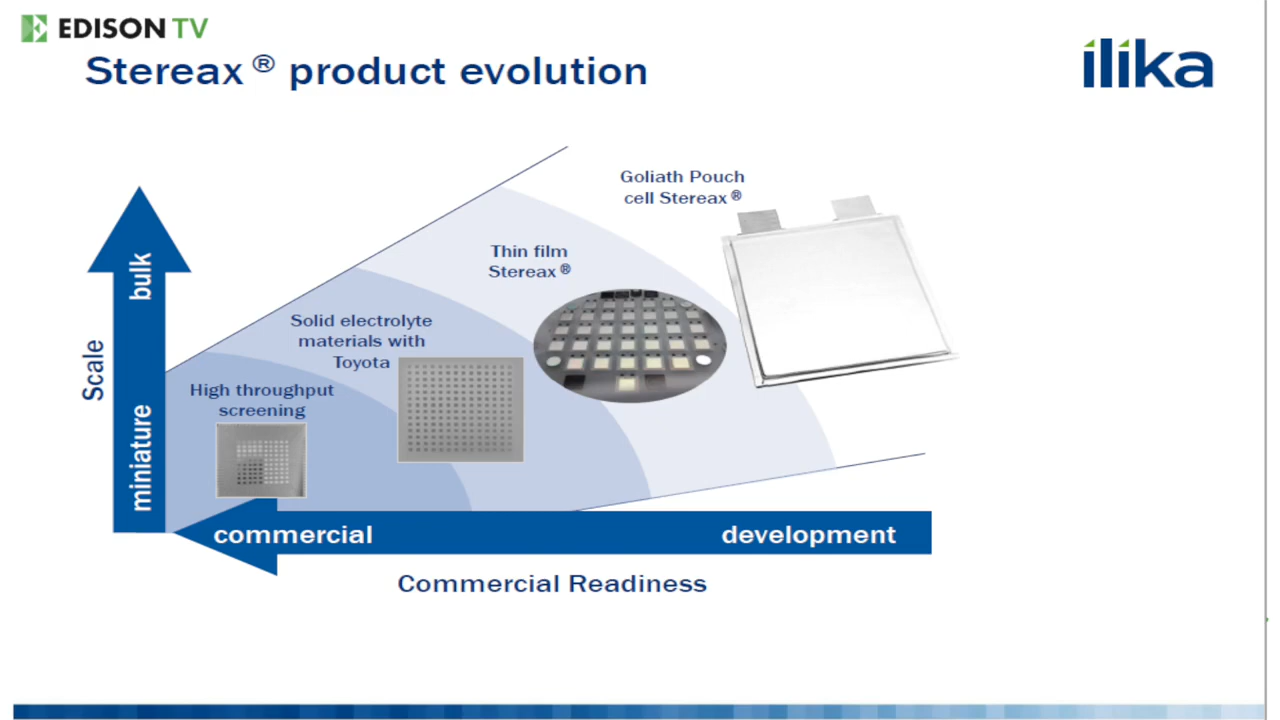 EDISON TV
Stereax ® product evolution
ilika
Goliath Pouch
cell Stereax ®
Thin film
Stereax ®
Solid electrolyte
materials with
Toyota
High throughput
screening
Scale
bulk
miniature
commercial
development
Commercial Readiness